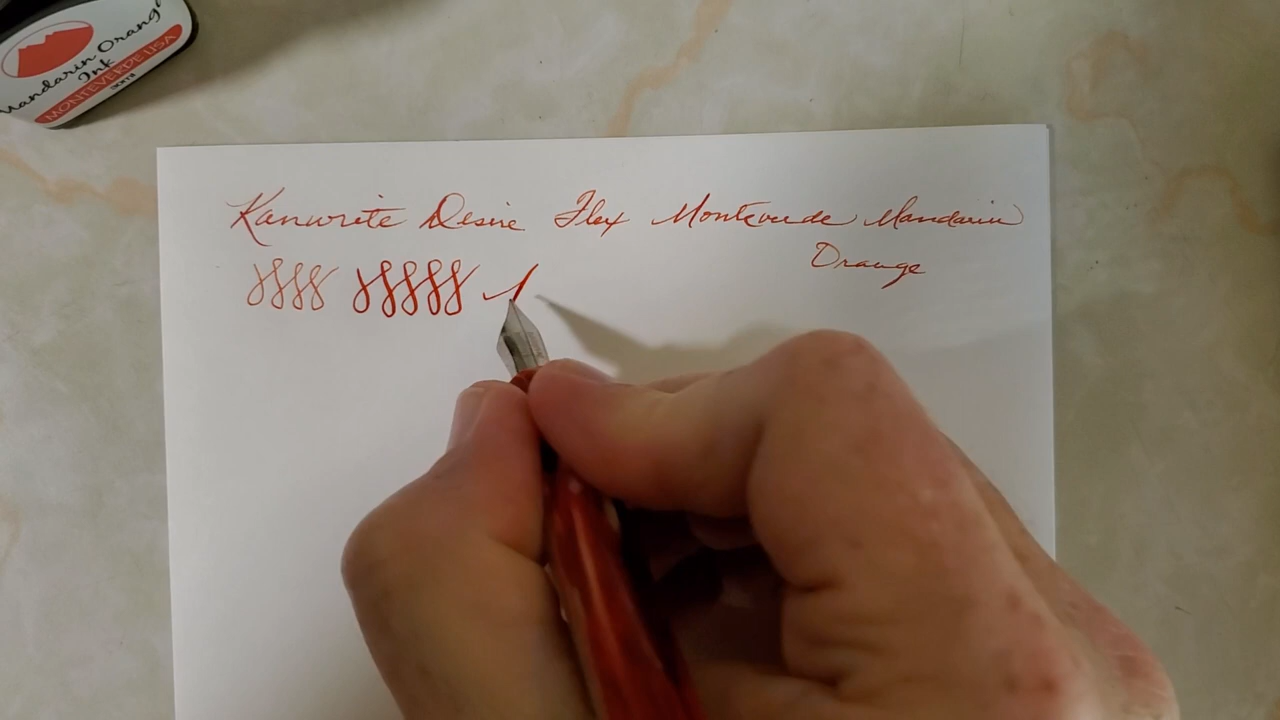 Mandarin Orange
Ink
MONTEVERDE USA
Kanwrite Desire Flex Monteverde Mandarin
Orange